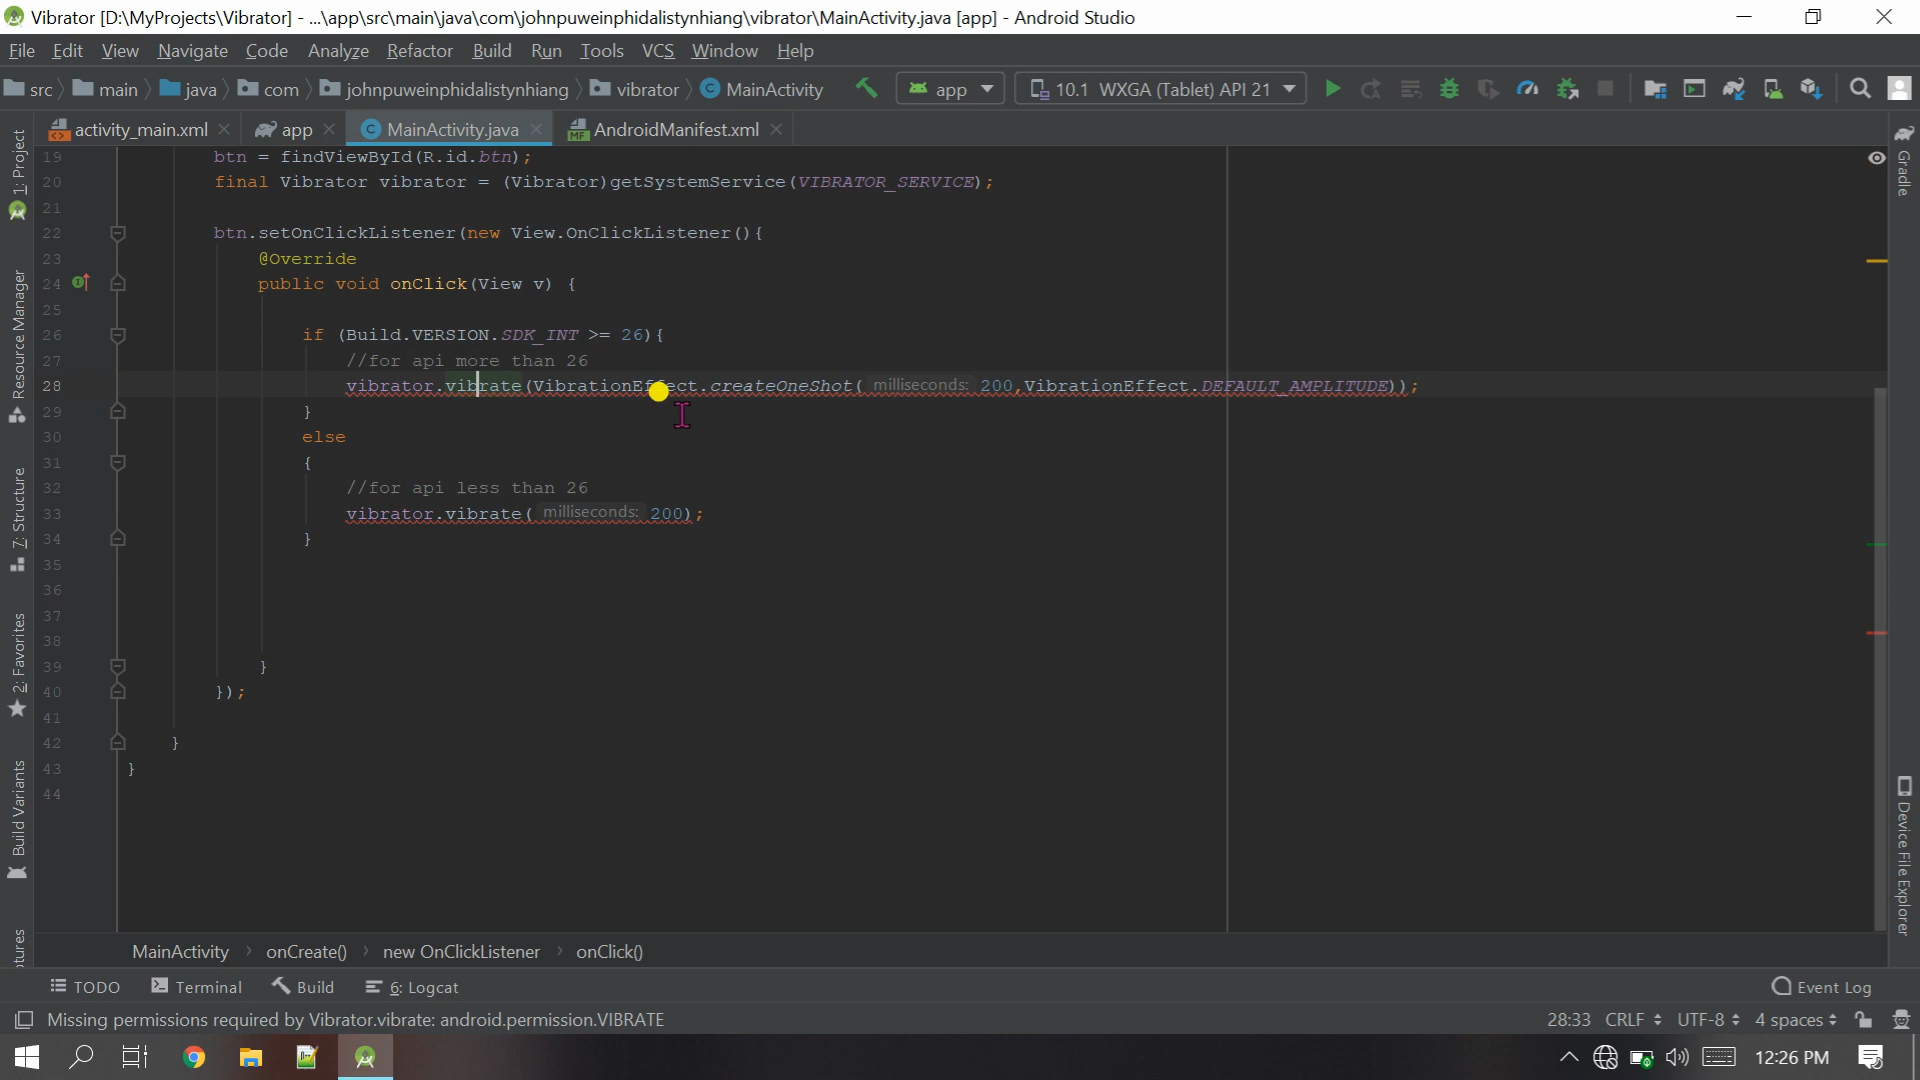 Vibrator [D:\MyProjects\Vibrator] - ...\app\src\main\java\com\johnpuweinphidalistynhiang\vibrator\MainActivity.java [app] - Android Studio
File Edit View Navigate Code Analyze Refactor Build Run Tools VCS Window Help
src main java com johnpuweinphidalistynhiang vibrator MainActivity app 10.1 WXGA (Tablet) API 21
activity_main.xml app MainActivity.java AndroidManifest.xml
1: Project
Resource Manager
7: Structure
2: Favorites
Build Variants
19 btn = findViewById(R.id.btn);
20 final Vibrator vibrator = (Vibrator)getSystemService(VIBRATOR_SERVICE);
21
22 btn.setOnClickListener(new View.OnClickListener(){
23 @Override
24 public void onClick(View v) {
25
26 if (Build.VERSION.SDK_INT >= 26){
27 //for api more than 26
28 vibrator.vibrate(VibrationEffect.createOneShot( milliseconds: 200,VibrationEffect.DEFAULT_AMPLITUDE));
29 }
30 else
31 {
32 //for api less than 26
33 vibrator.vibrate( milliseconds: 200);
34 }
35
36
37
38
39 }
40 });
41
42 }
43 }
44
Gradle
Device File Explorer
MainActivity onCreate() new OnClickListener onClick()
TODO Terminal Build 6: Logcat Event Log
Missing permissions required by Vibrator.vibrate: android.permission.VIBRATE 28:33 CRLF UTF-8 4 spaces
12:26 PM